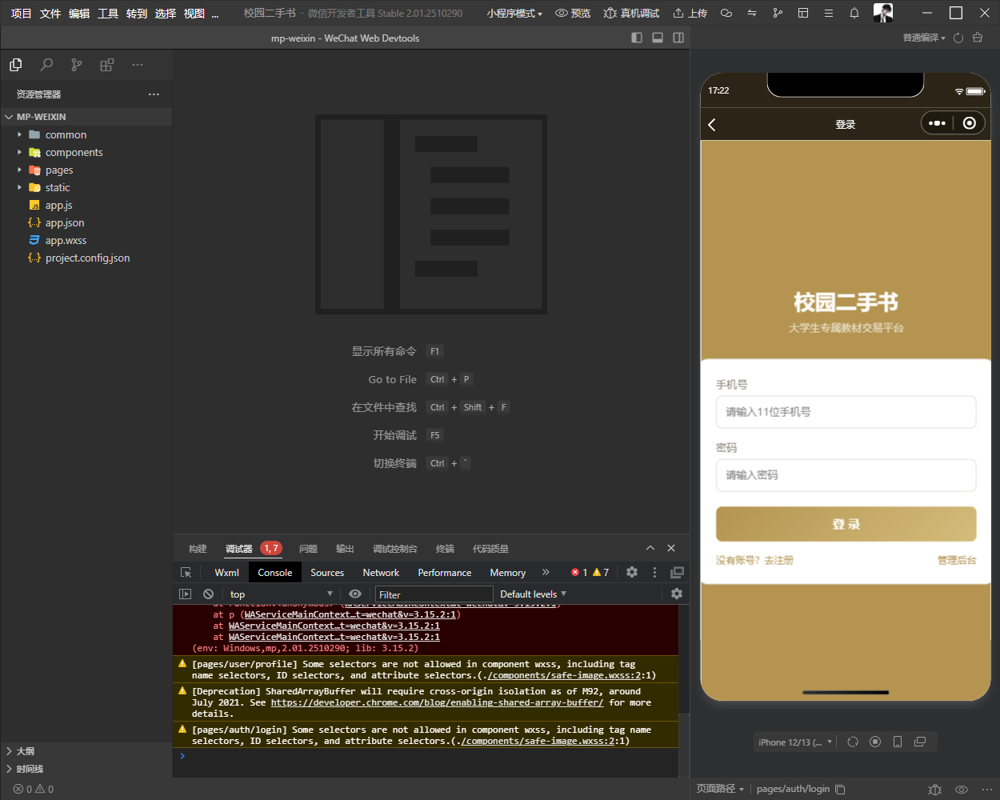 项目 文件 编辑 工具 转到 选择 视图 ... 校园二手书 - 微信开发者工具 Stable 2.01.2510290 小程序模式 预览 真机调试 上传
mp-weixin - WeChat Web Devtools
普通编译
资源管理器
MP-WEIXIN
common
components
pages
static
app.js
app.json
app.wxss
project.config.json
大纲
时间线
0 0
显示所有命令 F1
Go to File Ctrl + P
在文件中查找 Ctrl + Shift + F
开始调试 F5
切换终端 Ctrl + `
构建 调试器 1, 7 问题 输出 调试控制台 终端 代码质量
Wxml Console Sources Network Performance Memory » 1 7
top Filter Default levels
at p (WAServiceMainContext…t=wechat&v=3.15.2:1)
at WAServiceMainContext…t=wechat&v=3.15.2:1
at WAServiceMainContext…t=wechat&v=3.15.2:1
(env: Windows,mp,2.01.2510290; lib: 3.15.2)
[pages/user/profile] Some selectors are not allowed in component wxss, including tag
name selectors, ID selectors, and attribute selectors.(./components/safe-image.wxss:2:1)
[Deprecation] SharedArrayBuffer will require cross-origin isolation as of M92, around
July 2021. See https://developer.chrome.com/blog/enabling-shared-array-buffer/ for more
details.
[pages/auth/login] Some selectors are not allowed in component wxss, including tag name
selectors, ID selectors, and attribute selectors.(./components/safe-image.wxss:2:1)
17:22
登录
校园二手书
大学生专属教材交易平台
手机号
请输入11位手机号
密码
请输入密码
登 录
没有账号？去注册 管理后台
iPhone 12/13 (...
页面路径 pages/auth/login